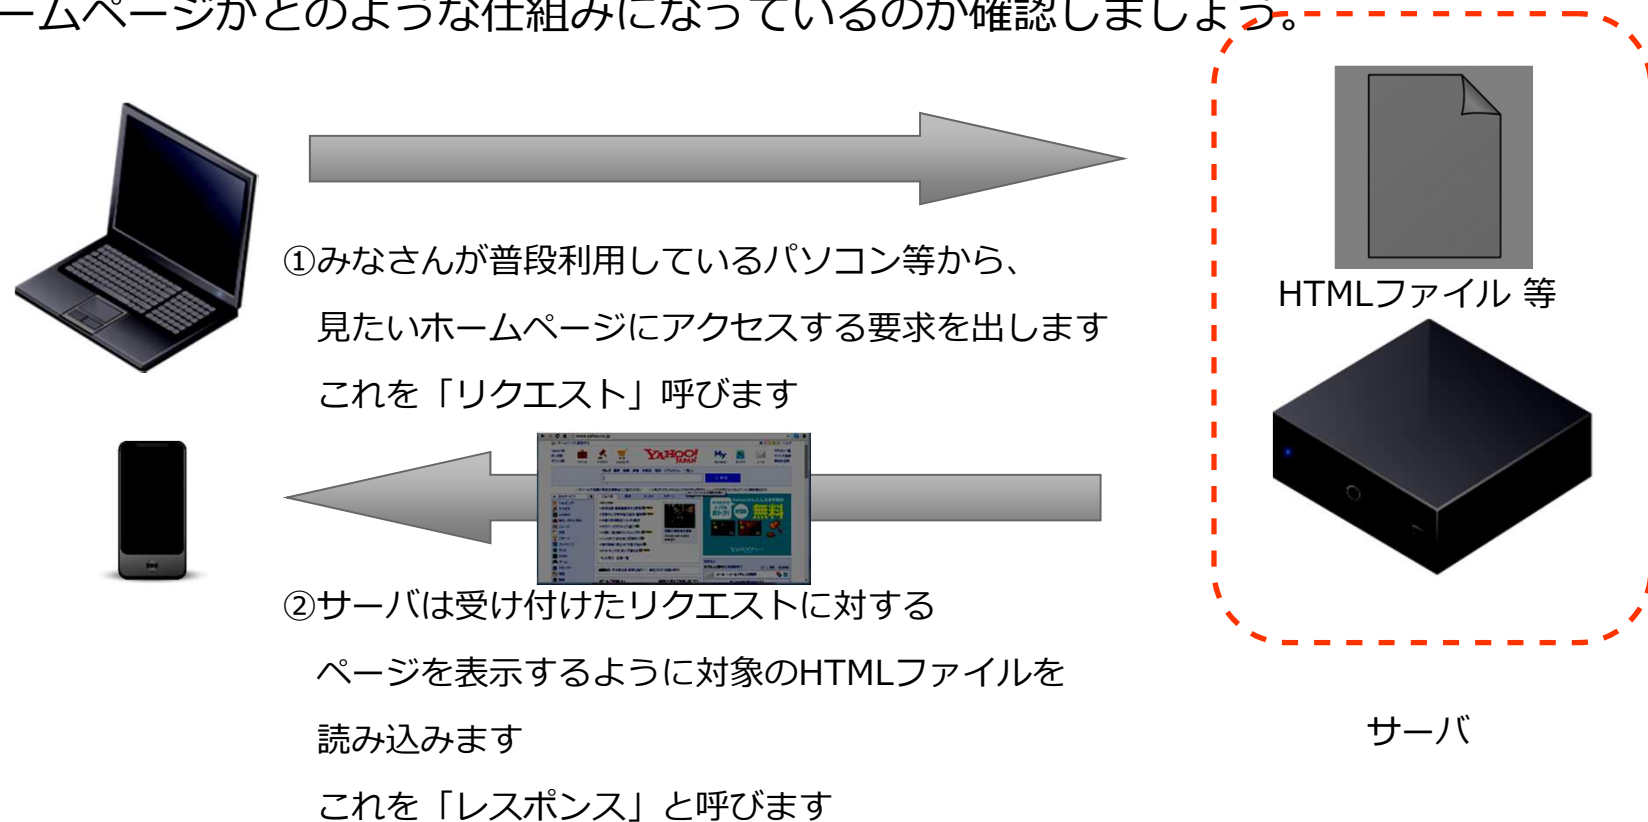 ームページがどのような仕組みになっているのか確認しましょう。
①みなさんが普段利用しているパソコン等から、
見たいホームページにアクセスする要求を出します
これを「リクエスト」呼びます
HTMLファイル 等
YAHOO!
JAPAN
My
無料
②サーバは受け付けたリクエストに対する
ページを表示するように対象のHTMLファイルを
読み込みます
これを「レスポンス」と呼びます
サーバ